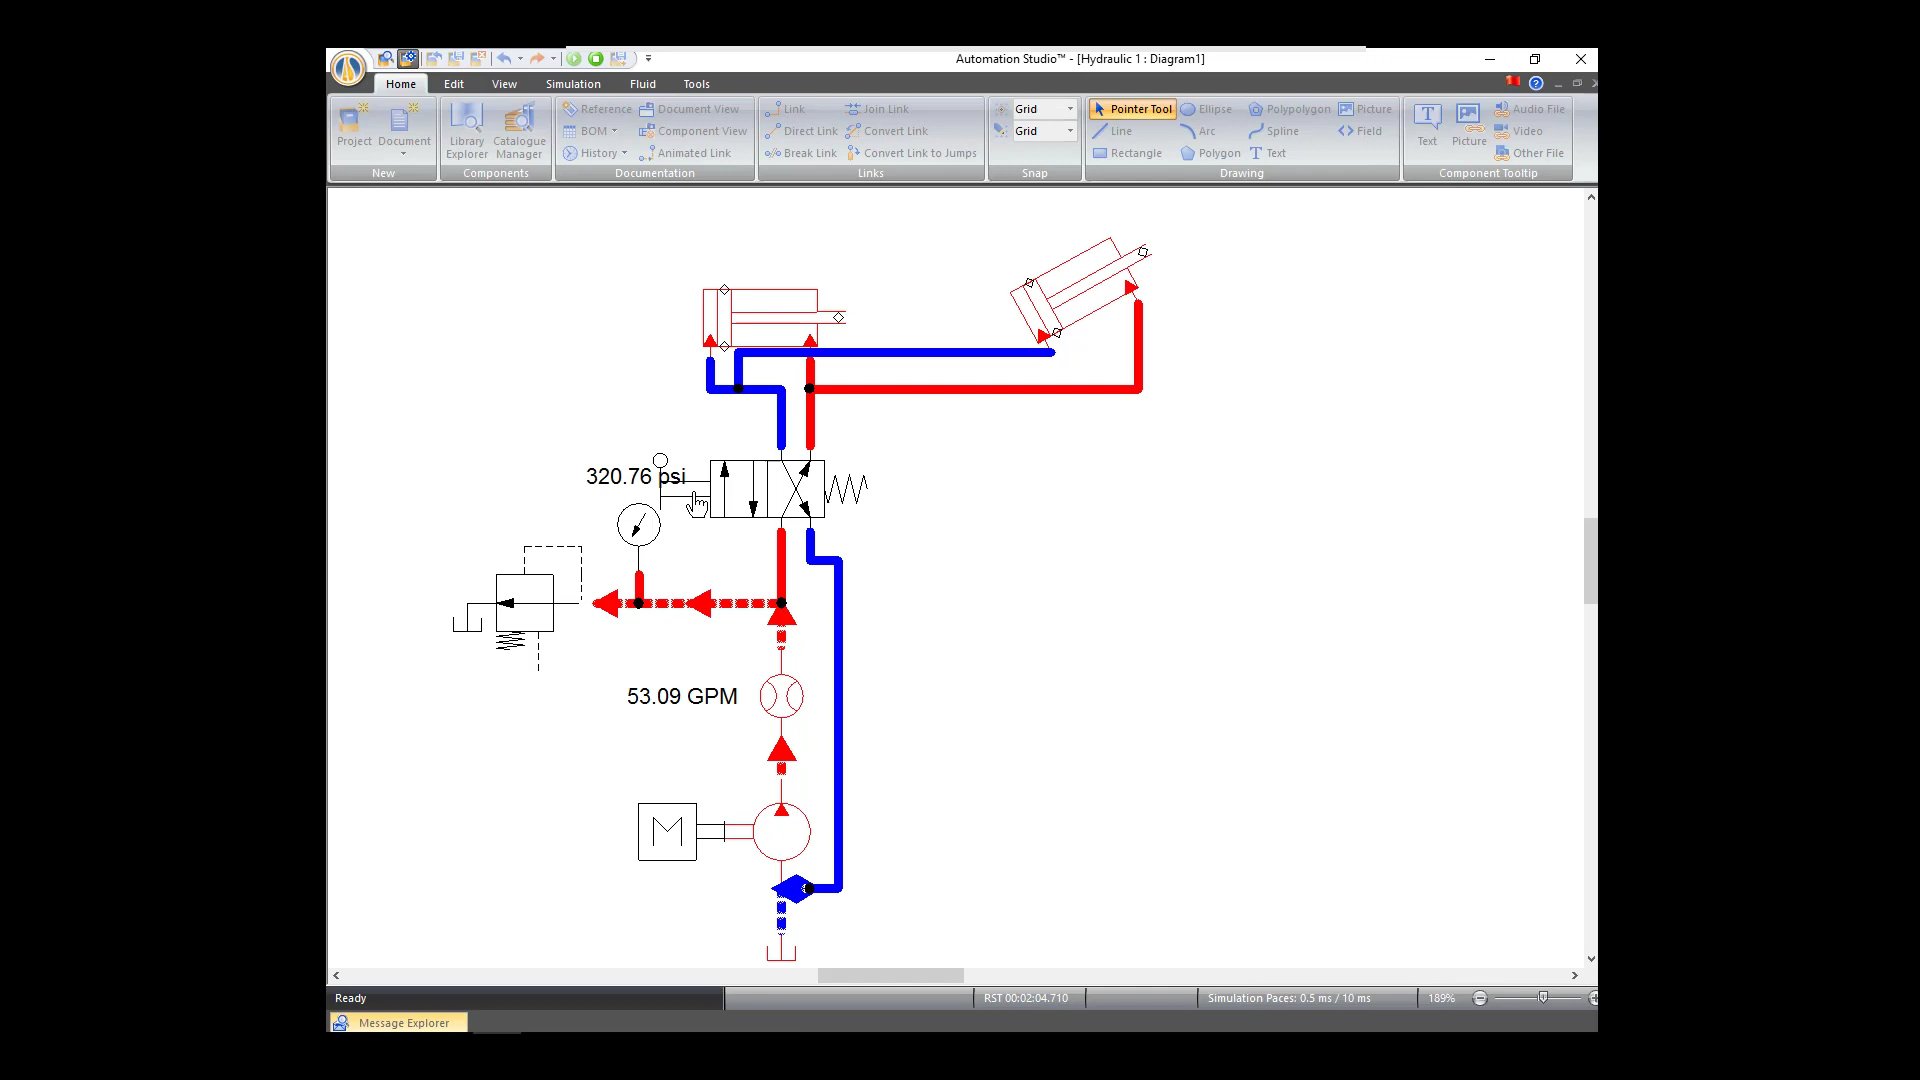 Automation Studio™ - [Hydraulic 1 : Diagram1]
Home Edit View Simulation Fluid Tools
Project Document
New
Library Explorer Catalogue Manager
Components
Reference Document View
BOM Component View
History Animated Link
Documentation
Link Join Link
Direct Link Convert Link
Break Link Convert Link to Jumps
Links
Grid
Grid
Snap
Pointer Tool Ellipse Polypolygon Picture
Line Arc Spline Field
Rectangle Polygon Text
Drawing
Text Picture
Audio File
Video
Other File
Component Tooltip
320.76 psi
53.09 GPM
M
Ready RST 00:02:04.710 Simulation Paces: 0.5 ms / 10 ms 189%
Message Explorer